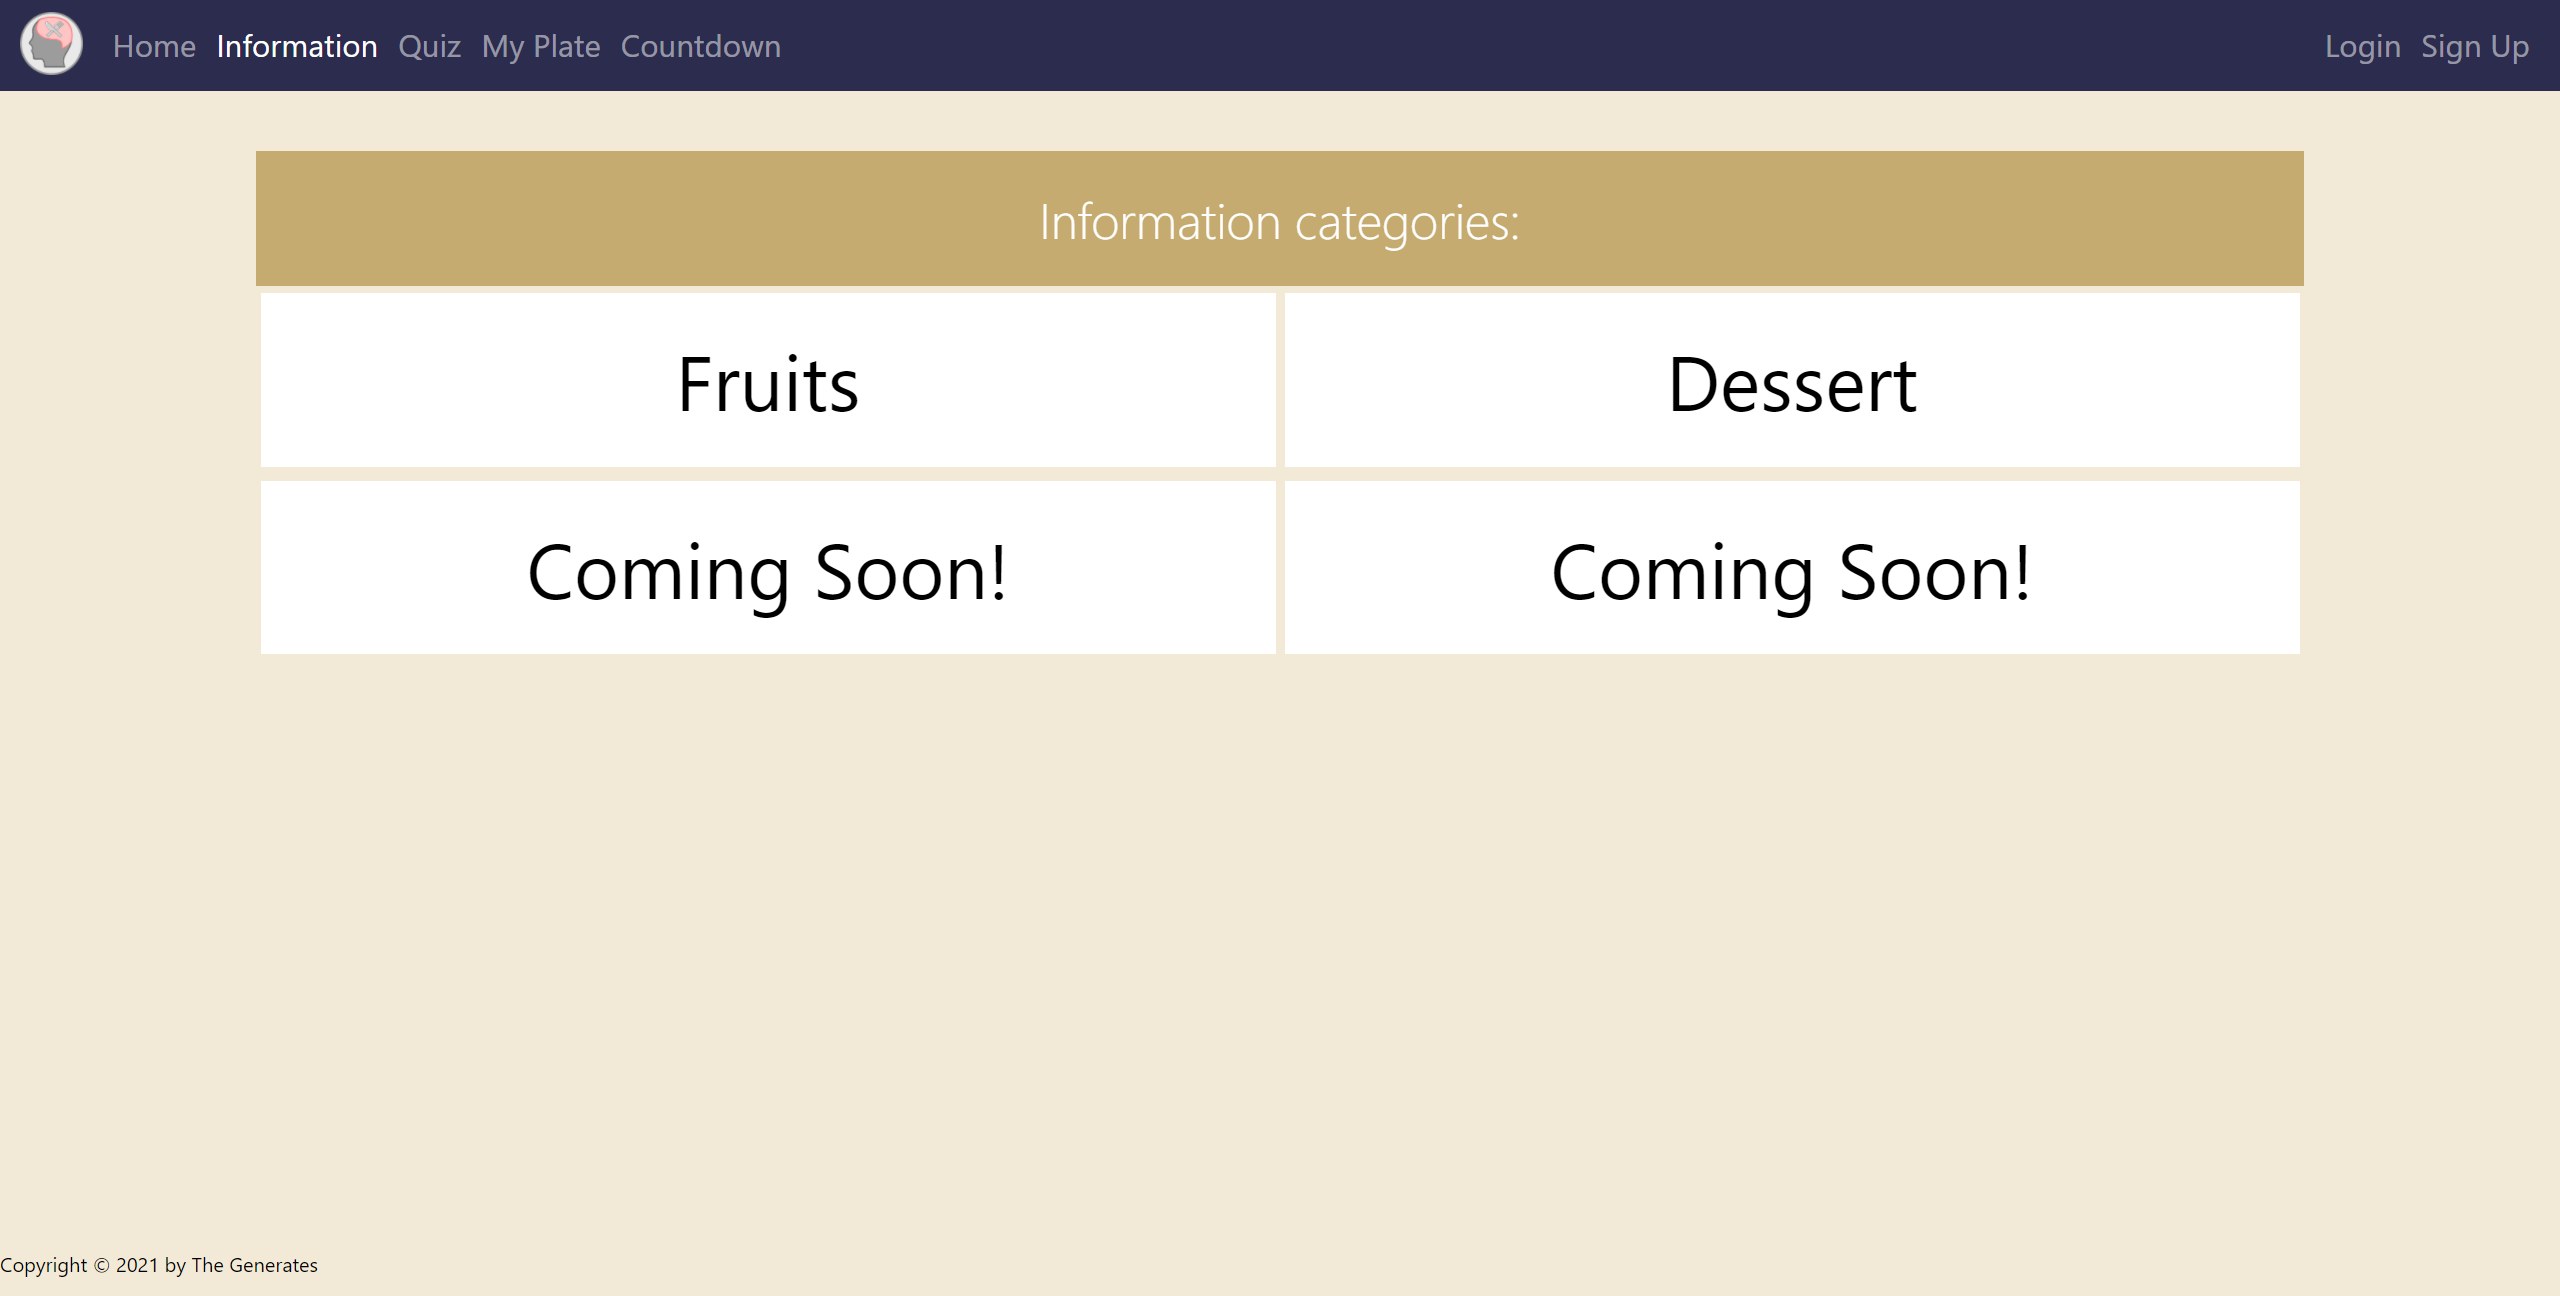 Home Information Quiz My Plate Countdown Login Sign Up
Information categories:
Fruits Dessert
Coming Soon! Coming Soon!
Copyright © 2021 by The Generates